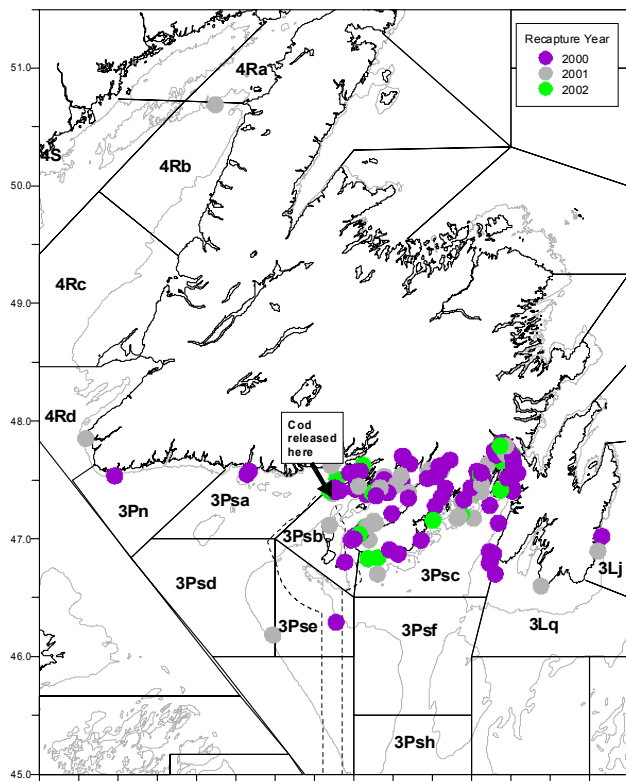 Recapture Year
2000
2001
2002
51.0
50.0
49.0
48.0
47.0
46.0
45.0
4Ra
4S
4Rb
4Rc
4Rd
Cod
released
here
3Pn
3Psa
3Psb
3Psc
3Psd
3Pse
3Psf
3Psh
3Lj
3Lq